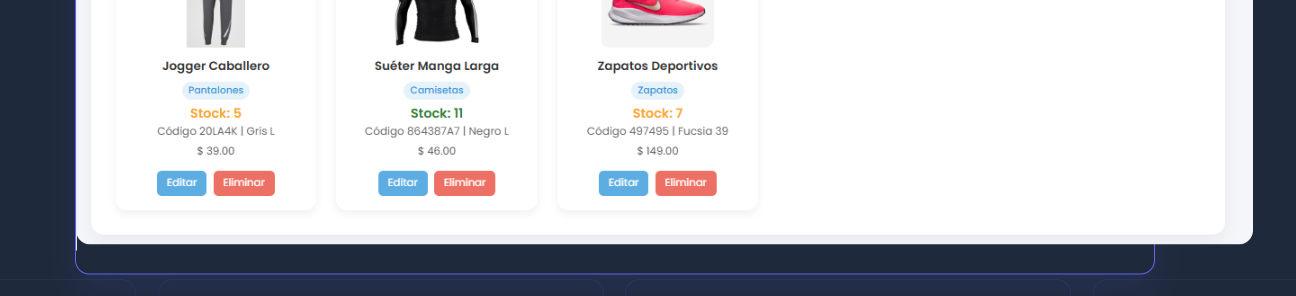 Jogger Caballero
Pantalones
Stock: 5
Código 20LA4K | Gris L
$ 39.00
Editar Eliminar
Suéter Manga Larga
Camisetas
Stock: 11
Código 864387A7 | Negro L
$ 46.00
Editar Eliminar
Zapatos Deportivos
Zapatos
Stock: 7
Código 497495 | Fucsia 39
$ 149.00
Editar Eliminar